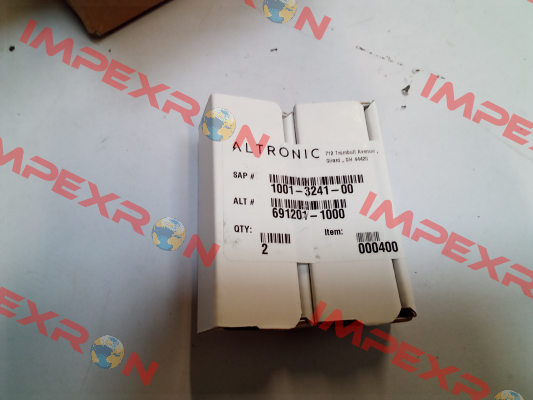 ALTRONIC
712 Trumbull Avenue,
Girard, OH 44420
SAP #
1001-3241-00
ALT #
691201-1000
QTY:
2
Item:
000400
IMPEXRON
IMPEXRON
IMPEXRON
IMPEXRON
IMPEXRON
IMPEXRON